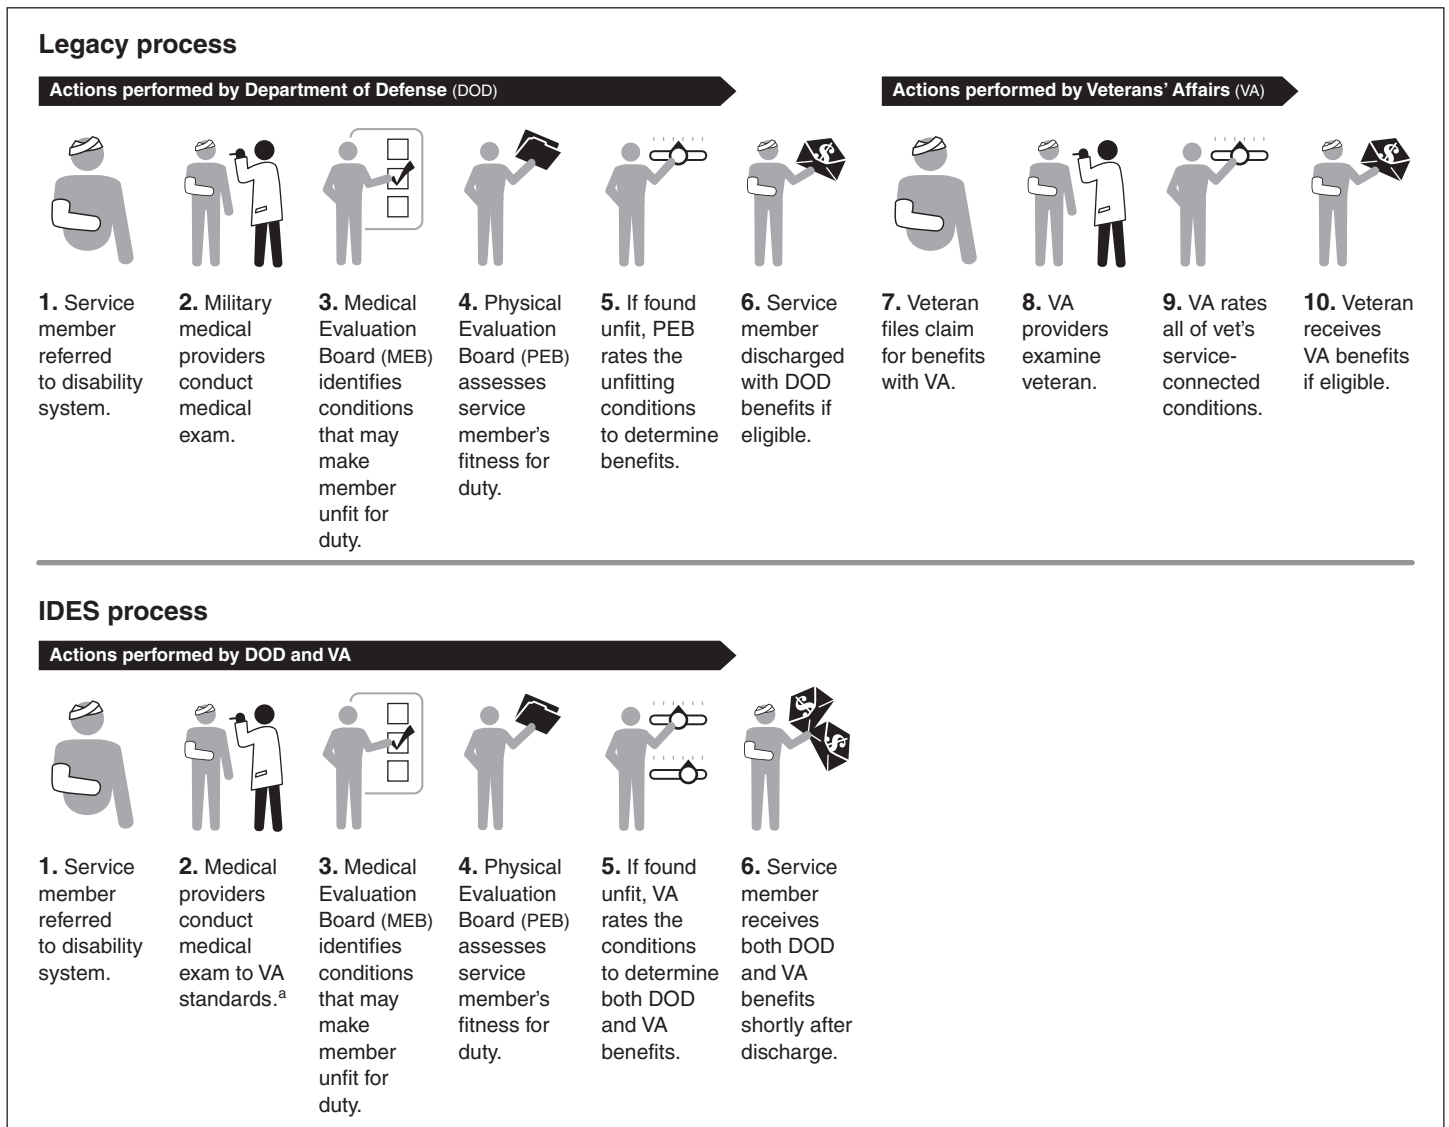 Legacy process
Actions performed by Department of Defense (DOD)
Actions performed by Veterans' Affairs (VA)
1. Service
member
referred
to disability
system.
2. Military
medical
providers
conduct
medical
exam.
3. Medical
Evaluation
Board (MEB)
identifies
conditions
that may
make
member
unfit for
duty.
4. Physical
Evaluation
Board (PEB)
assesses
service
member's
fitness for
duty.
5. If found
unfit, PEB
rates the
unfitting
conditions
to determine
benefits.
6. Service
member
discharged
with DOD
benefits if
eligible.
7. Veteran
files claim
for benefits
with VA.
8. VA
providers
examine
veteran.
9. VA rates
all of vet's
service-
connected
conditions.
10. Veteran
receives
VA benefits
if eligible.
IDES process
Actions performed by DOD and VA
1. Service
member
referred
to disability
system.
2. Medical
providers
conduct
medical
exam to VA
standards.a
3. Medical
Evaluation
Board (MEB)
identifies
conditions
that may
make
member
unfit for
duty.
4. Physical
Evaluation
Board (PEB)
assesses
service
member's
fitness for
duty.
5. If found
unfit, VA
rates the
conditions
to determine
both DOD
and VA
benefits.
6. Service
member
receives
both DOD
and VA
benefits
shortly after
discharge.